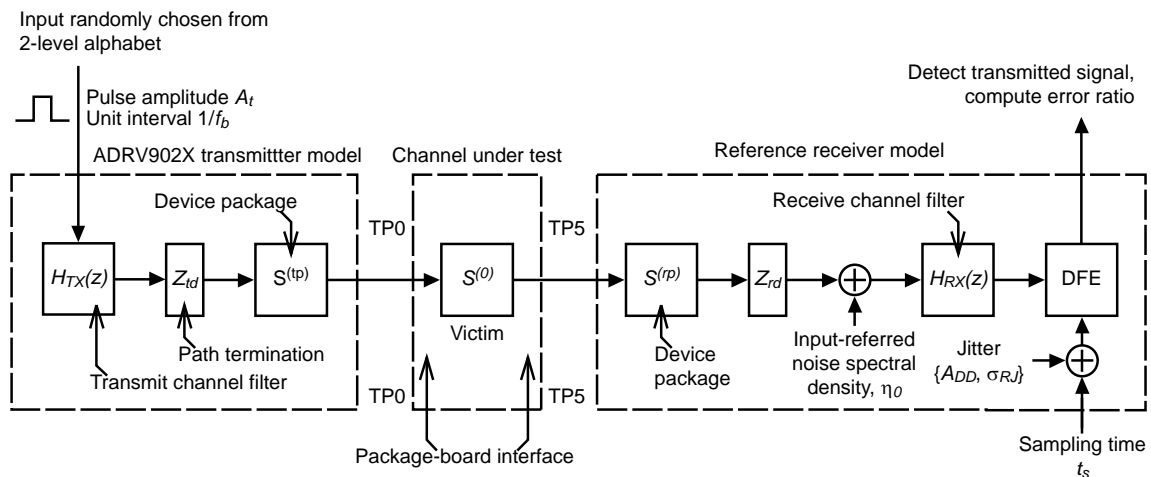 Input randomly chosen from
2-level alphabet
Pulse amplitude At
Unit interval 1/fb
Detect transmitted signal,
compute error ratio
ADRV902X transmittter model
Channel under test
Reference receiver model
Device package
TP0
TP5
Receive channel filter
HTX(z)
Ztd
S(tp)
S(0)
S(rp)
Zrd
HRX(z)
DFE
Victim
Path termination
Transmit channel filter
Device
package
Input-referred
noise spectral
density, η0
Jitter
{ADD, σRJ}
TP0
TP5
Package-board interface
Sampling time
ts